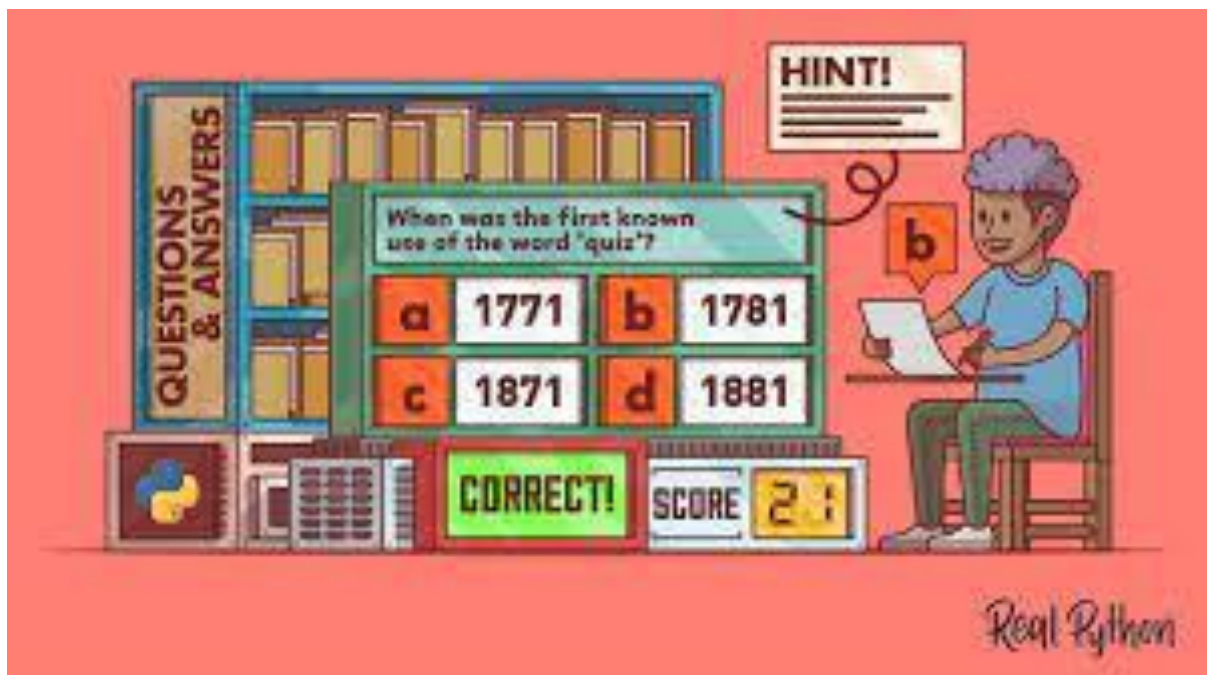 QUESTIONS
& ANSWERS
HINT!
When was the first known
use of the word "quiz"?
a 1771 b 1781
c 1871 d 1881
b
CORRECT!
SCORE 21
Real Python